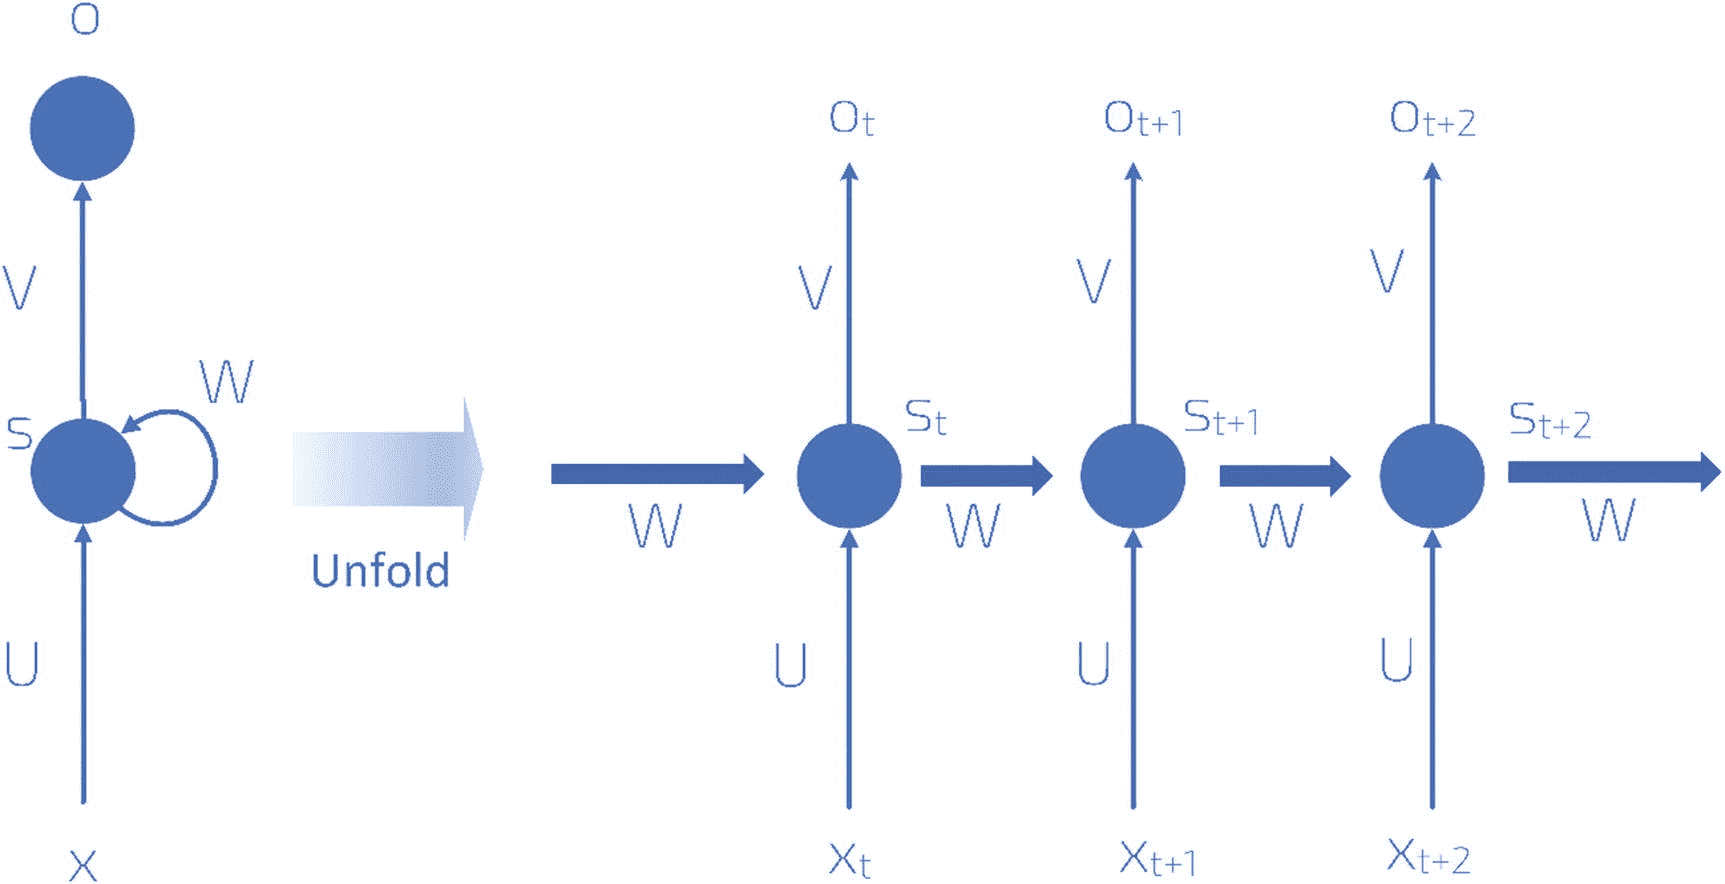 O
V
W
S
U
X
Unfold
O_t
O_{t+1}
O_{t+2}
V
V
V
S_t
S_{t+1}
S_{t+2}
W
W
W
W
U
U
U
X_t
X_{t+1}
X_{t+2}